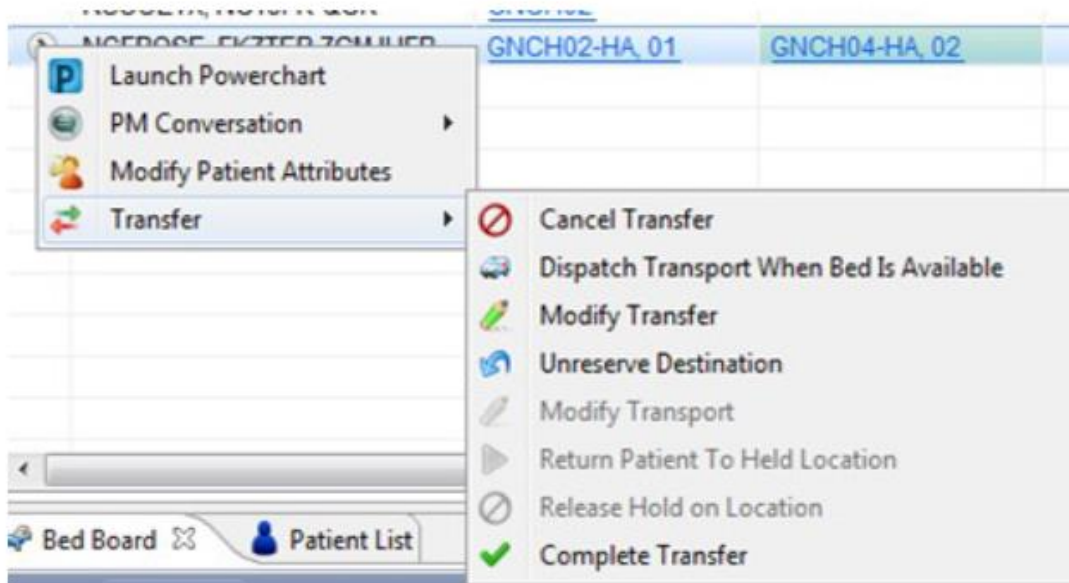 GNCH02-HA, 01 GNCH04-HA, 02
Launch Powerchart
PM Conversation
Modify Patient Attributes
Transfer
Cancel Transfer
Dispatch Transport When Bed Is Available
Modify Transfer
Unreserve Destination
Modify Transport
Return Patient To Held Location
Release Hold on Location
Complete Transfer
Bed Board Patient List